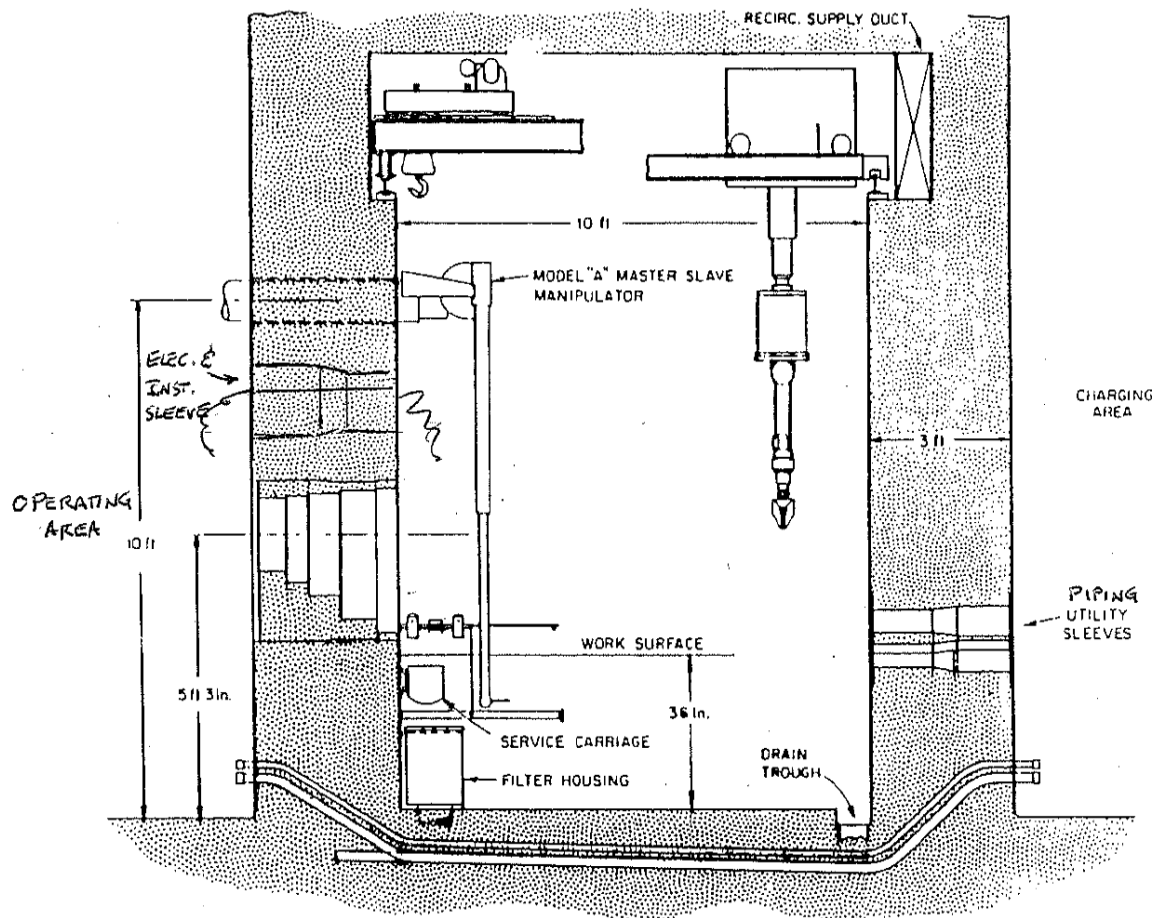 RECIRC. SUPPLY DUCT
10 ft
MODEL "A" MASTER SLAVE
MANIPULATOR
ELEC. &
INST.
SLEEVE
CHARGING
AREA
3 ft
OPERATING
AREA
10 ft
PIPING
UTILITY
SLEEVES
WORK SURFACE
5 ft 3 in.
36 in.
SERVICE CARRIAGE
DRAIN
TROUGH
FILTER HOUSING